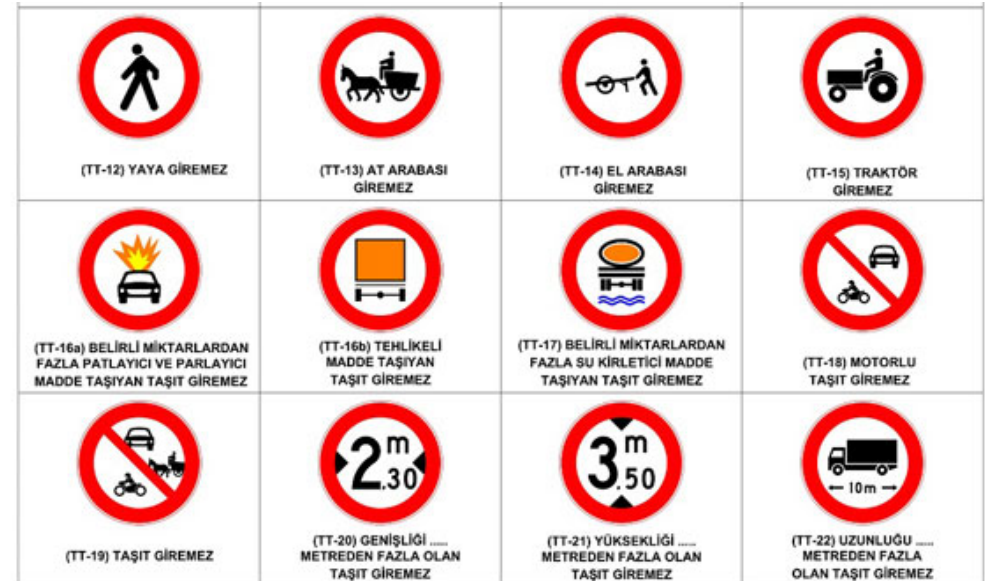 (TT-12) YAYA GİREMEZ
(TT-13) AT ARABASI
GİREMEZ
(TT-14) EL ARABASI
GİREMEZ
(TT-15) TRAKTÖR
GİREMEZ
(TT-16a) BELİRLİ MİKTARLARDAN
FAZLA PATLAYICI VE PARLAYICI
MADDE TAŞIYAN TAŞIT GİREMEZ
(TT-16b) TEHLİKELİ
MADDE TAŞIYAN
TAŞIT GİREMEZ
(TT-17) BELİRLİ MİKTARLARDAN
FAZLA SU KİRLETİCİ MADDE
TAŞIYAN TAŞIT GİREMEZ
(TT-18) MOTORLU
TAŞIT GİREMEZ
(TT-19) TAŞIT GİREMEZ
2 m .30
(TT-20) GENİŞLİĞİ ......
METREDEN FAZLA OLAN
TAŞIT GİREMEZ
3 m .50
(TT-21) YÜKSEKLİĞİ ......
METREDEN FAZLA OLAN
TAŞIT GİREMEZ
10m
(TT-22) UZUNLUĞU ......
METREDEN FAZLA
OLAN TAŞIT GİREMEZ